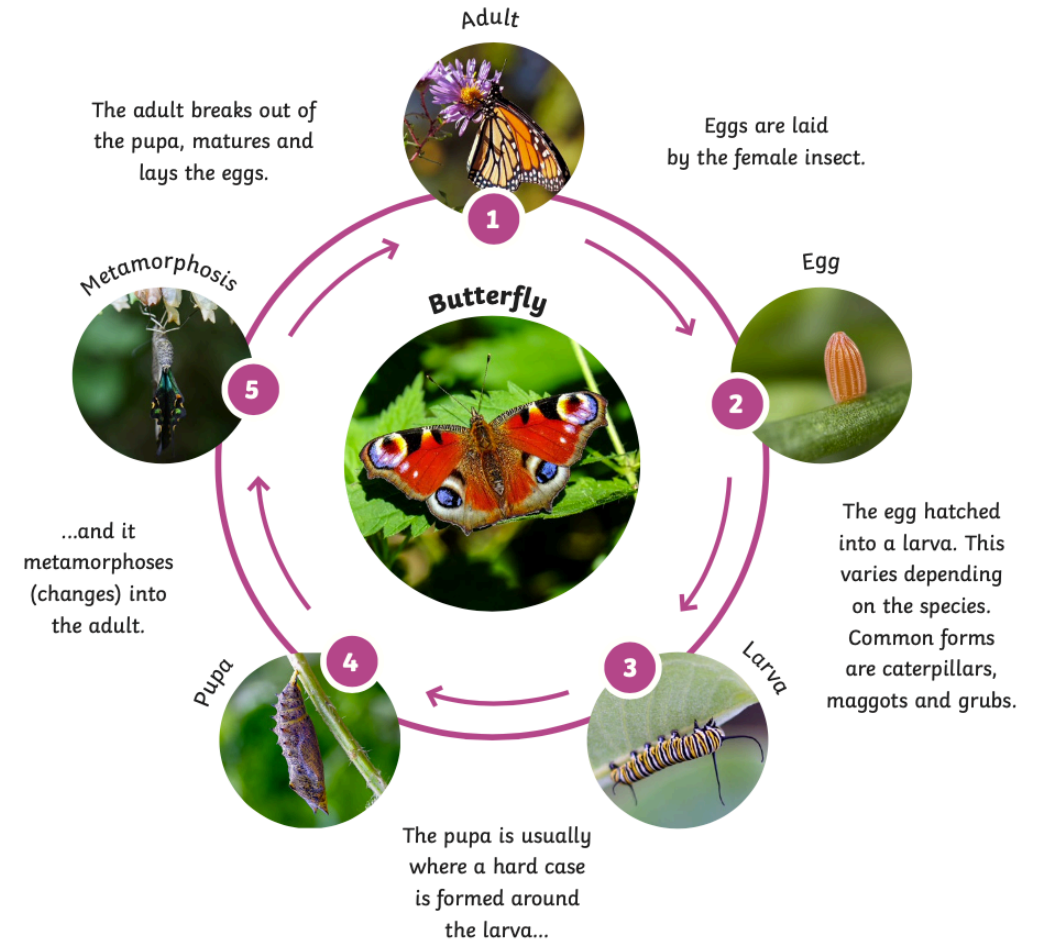 Adult
1
Eggs are laid
by the female insect.
Egg
2
The egg hatched
into a larva. This
varies depending
on the species.
Common forms
are caterpillars,
maggots and grubs.
Larva
3
The pupa is usually
where a hard case
is formed around
the larva...
Pupa
4
...and it
metamorphoses
(changes) into
the adult.
Metamorphosis
5
The adult breaks out of
the pupa, matures and
lays the eggs.
Butterfly